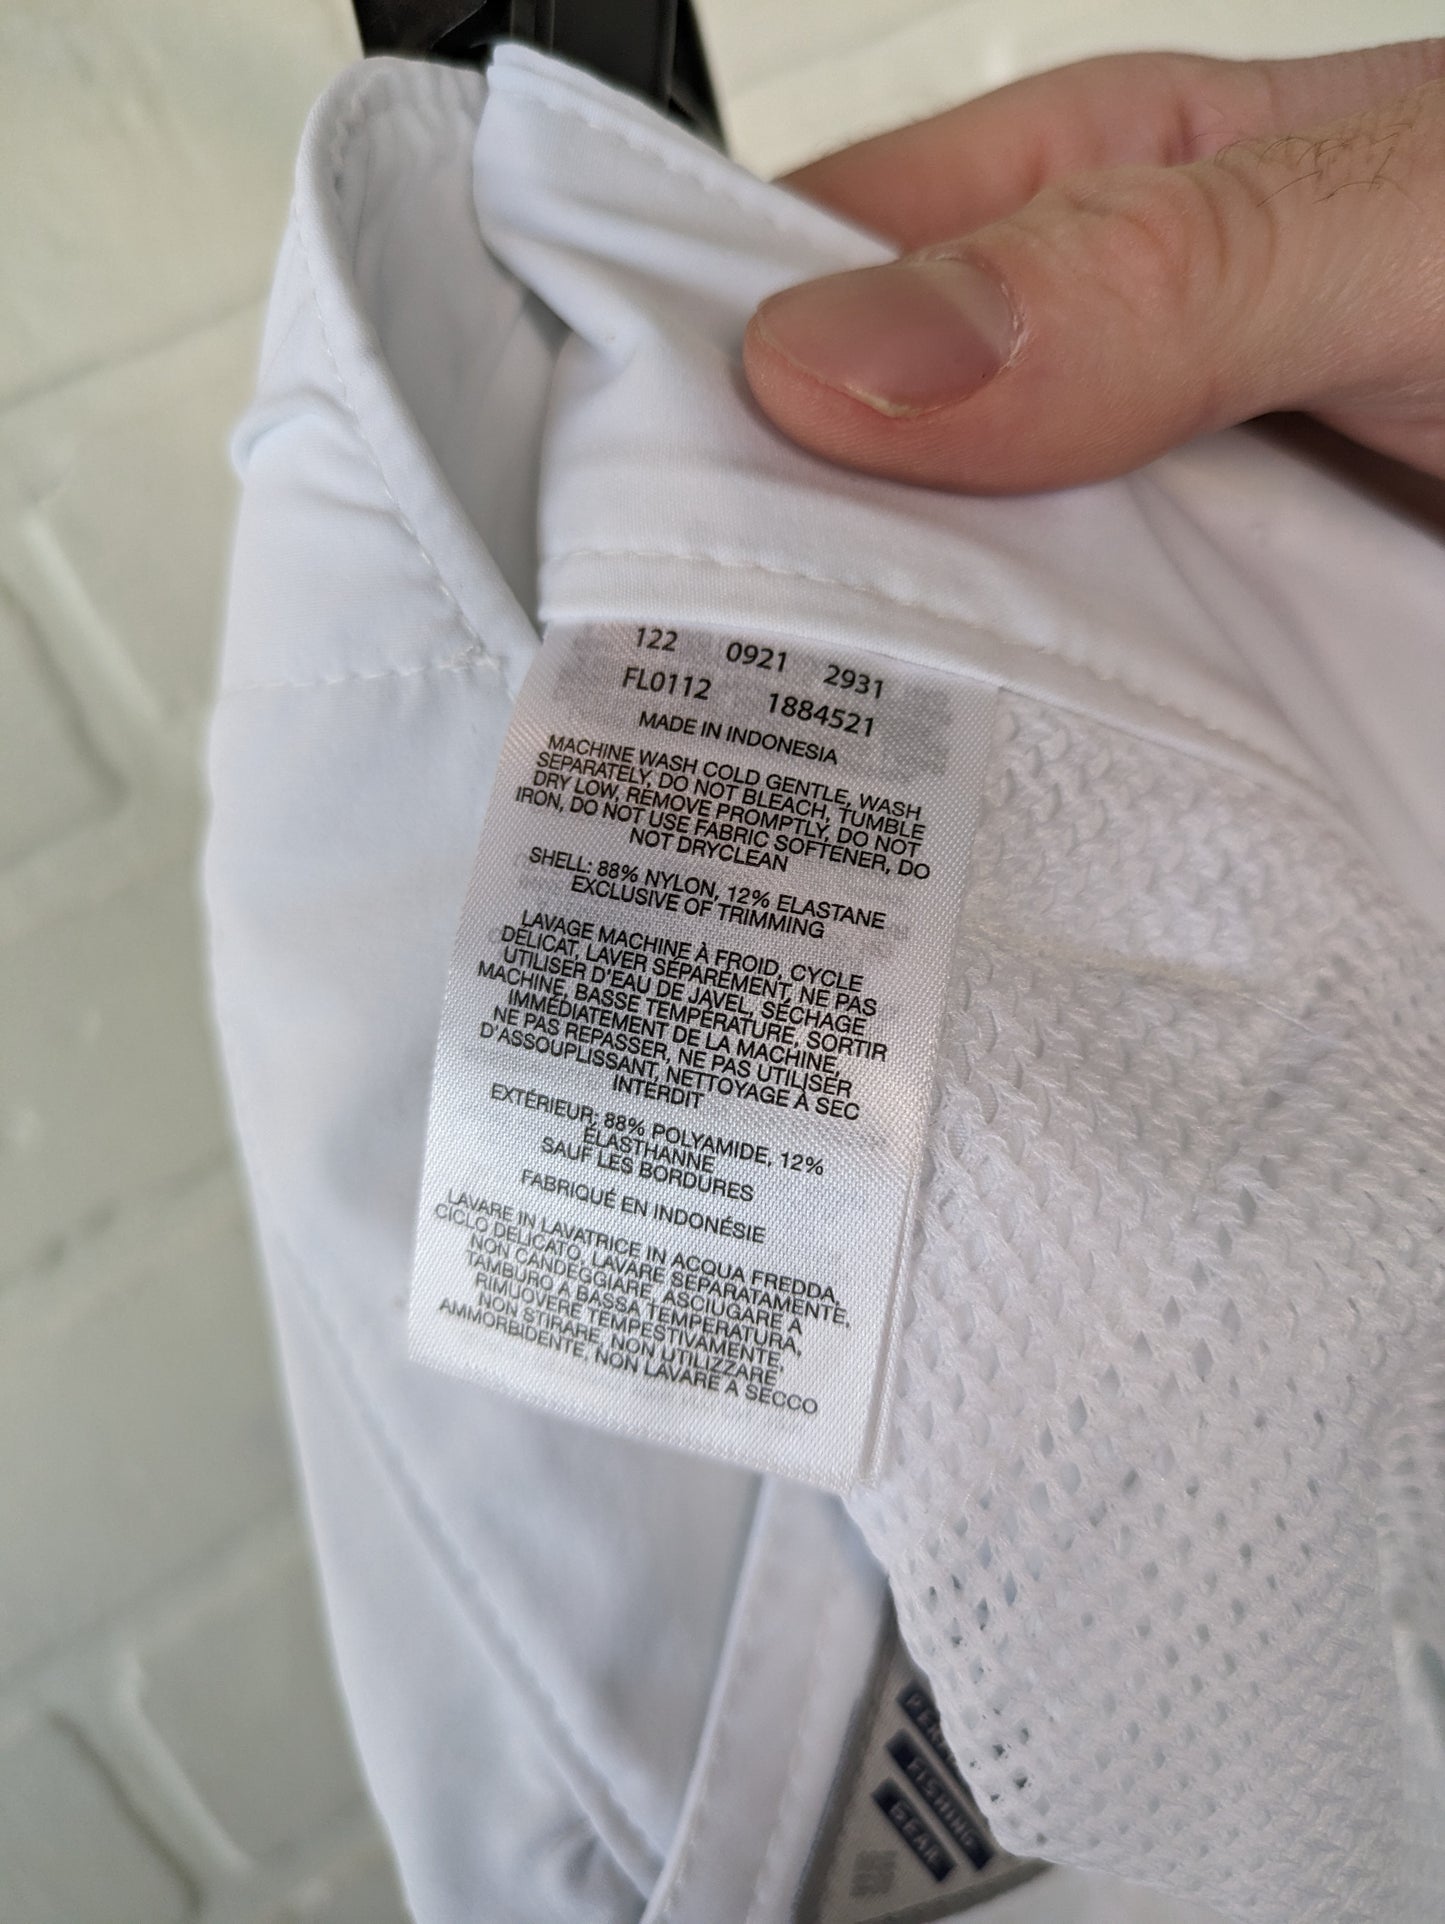 122 0921 2931
FL0112 1884521
MADE IN INDONESIA
MACHINE WASH COLD GENTLE, WASH
SEPARATELY, DO NOT BLEACH, TUMBLE
DRY LOW, REMOVE PROMPTLY, DO NOT
IRON, DO NOT USE FABRIC SOFTENER, DO
NOT DRYCLEAN
SHELL: 88% NYLON, 12% ELASTANE
EXCLUSIVE OF TRIMMING
LAVAGE MACHINE À FROID, CYCLE
DÉLICAT, LAVER SÉPARÉMENT, NE PAS
UTILISER D'EAU DE JAVEL, SÉCHAGE
MACHINE, BASSE TEMPÉRATURE, SORTIR
IMMÉDIATEMENT DE LA MACHINE,
NE PAS REPASSER, NE PAS UTILISER
D'ASSOUPLISSANT, NETTOYAGE À SEC
INTERDIT
EXTÉRIEUR: 88% POLYAMIDE, 12%
ÉLASTHANNE
SAUF LES BORDURES
FABRIQUÉ EN INDONÉSIE
LAVARE IN LAVATRICE IN ACQUA FREDDA,
CICLO DELICATO, LAVARE SEPARATAMENTE,
NON CANDEGGIARE, ASCIUGARE A
TAMBURO A BASSA TEMPERATURA,
RIMUOVERE TEMPESTIVAMENTE,
NON STIRARE, NON UTILIZZARE
AMMORBIDENTE, NON LAVARE A SECCO
FISHING
GEAR